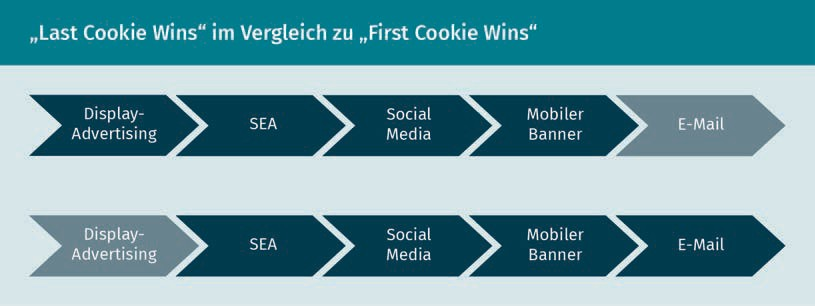 „Last Cookie Wins“ im Vergleich zu „First Cookie Wins“
Display-
Advertising
SEA
Social
Media
Mobiler
Banner
E-Mail
Display-
Advertising
SEA
Social
Media
Mobiler
Banner
E-Mail